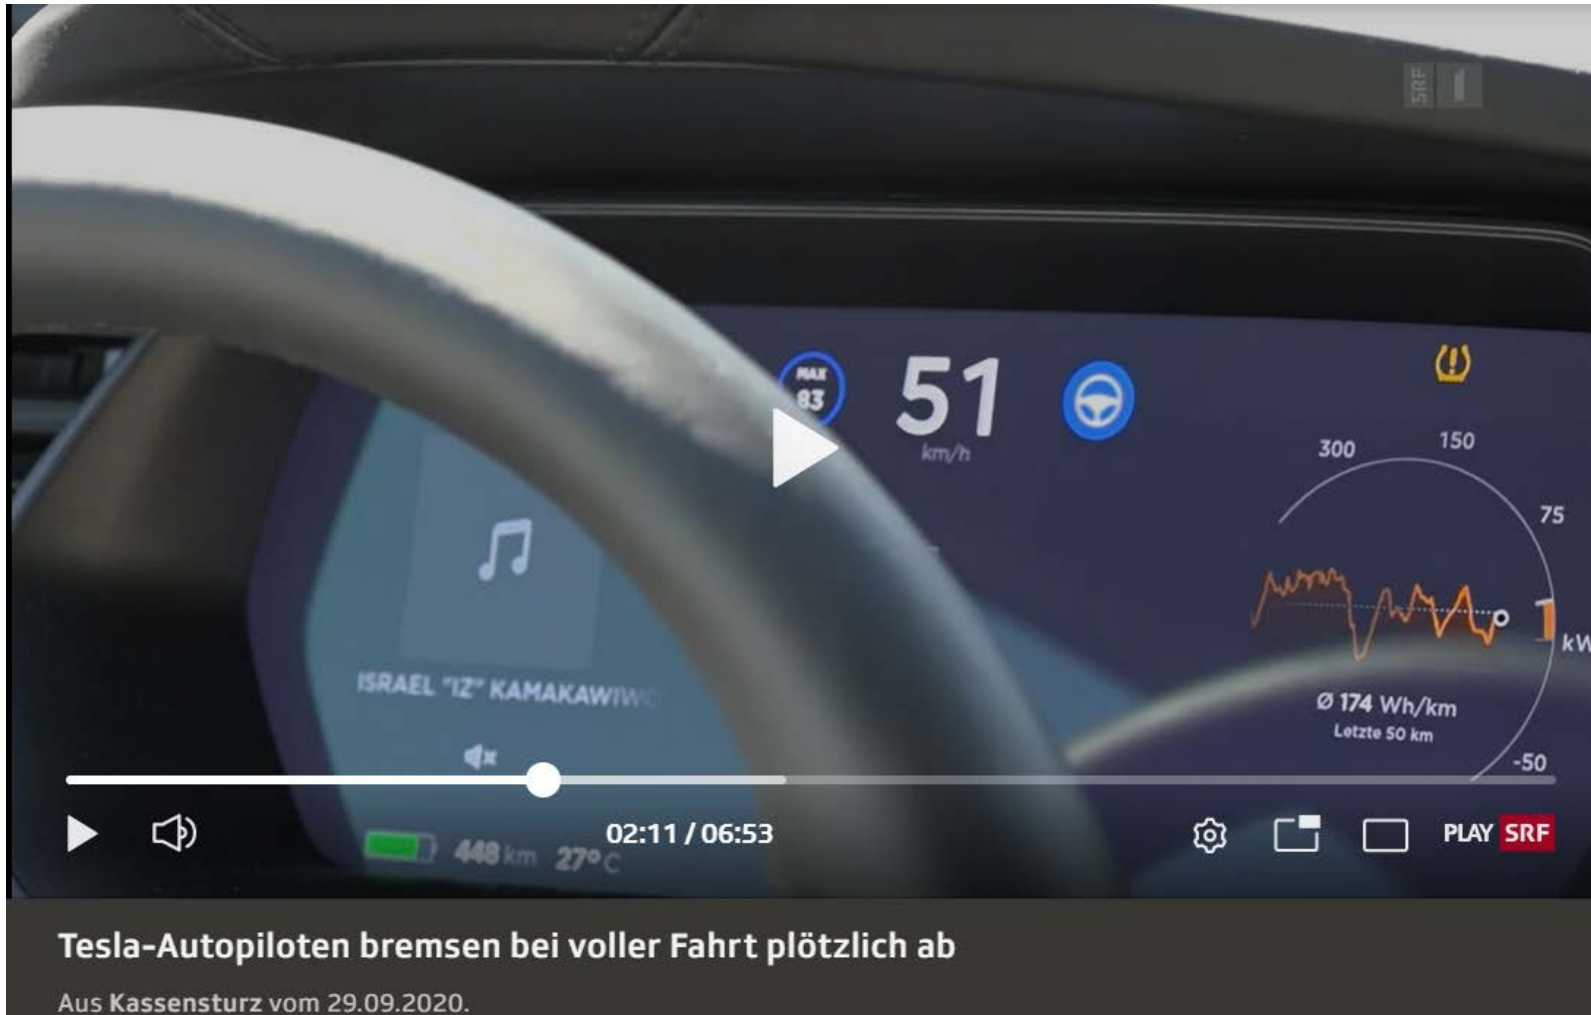 SRF
MAX
83
51
km/h
300
150
75
kW
Ø 174 Wh/km
Letzte 50 km
-50
ISRAEL "IZ" KAMAKAWIWO
448 km 27° C
02:11 / 06:53
PLAY SRF
Tesla-Autopiloten bremsen bei voller Fahrt plötzlich ab
Aus Kassensturz vom 29.09.2020.